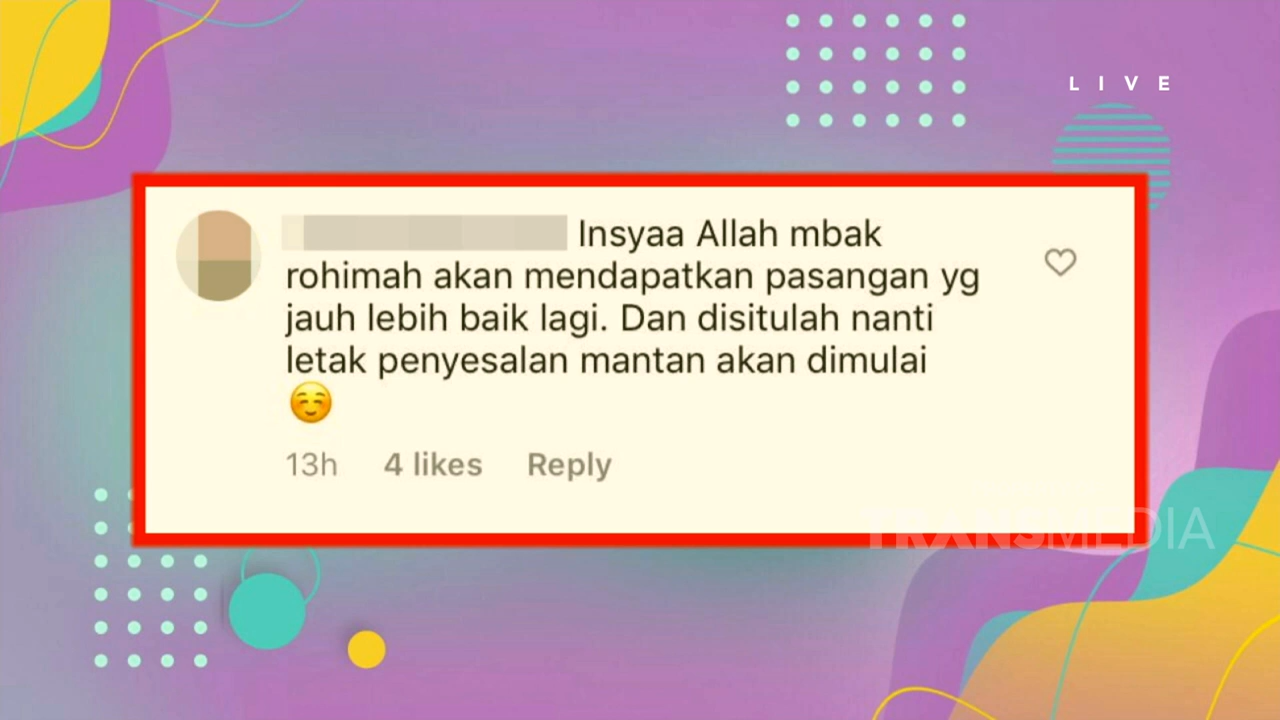 LIVE
Insyaa Allah mbak
rohimah akan mendapatkan pasangan yg
jauh lebih baik lagi. Dan disitulah nanti
letak penyesalan mantan akan dimulai
☺️
13h 4 likes Reply
TRANSMEDIA